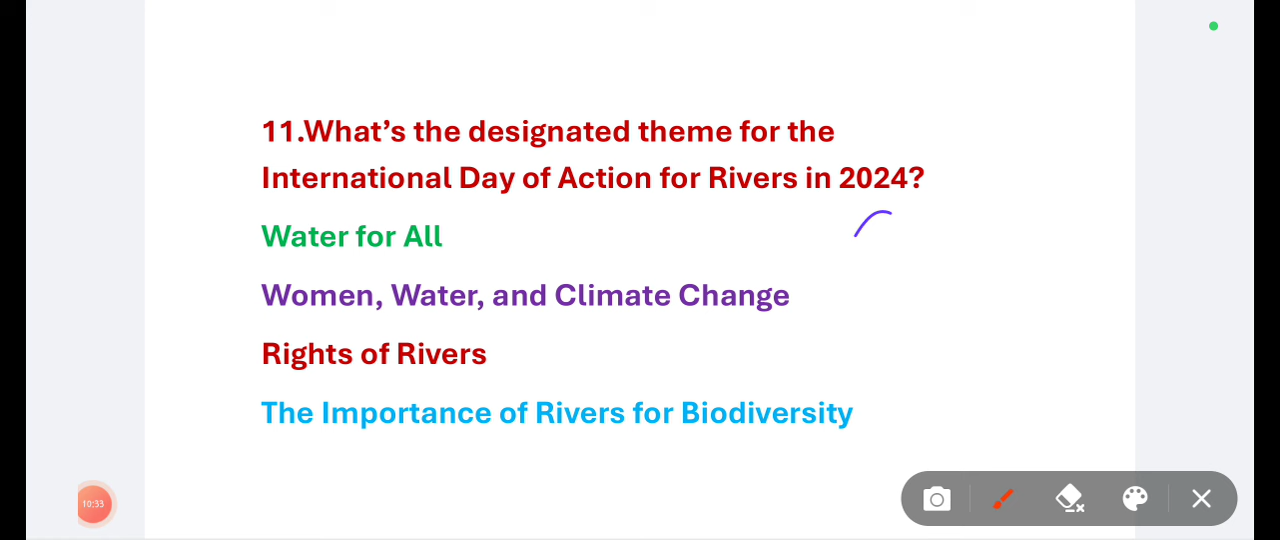 11.What’s the designated theme for the
International Day of Action for Rivers in 2024?
Water for All
Women, Water, and Climate Change
Rights of Rivers
The Importance of Rivers for Biodiversity
10:33